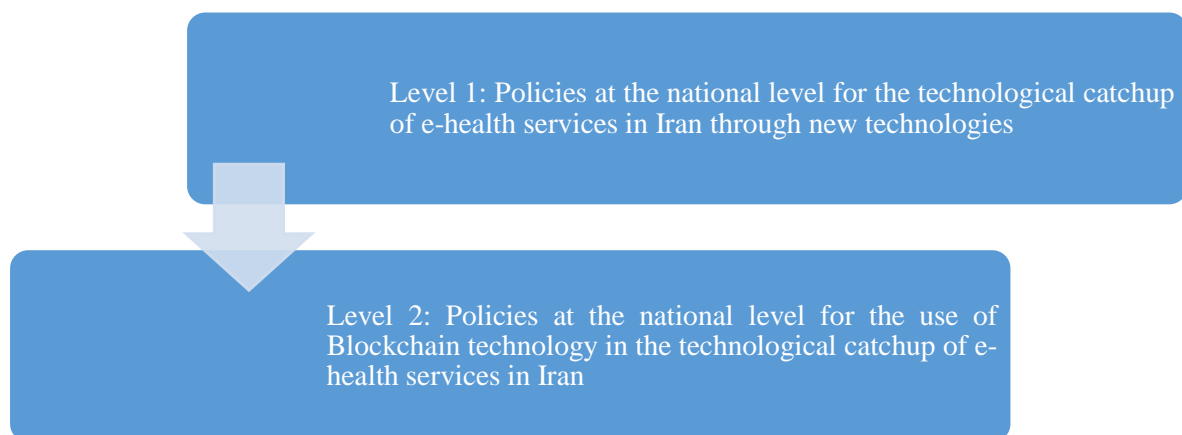 Level 1: Policies at the national level for the technological catchup
of e-health services in Iran through new technologies
Level 2: Policies at the national level for the use of
Blockchain technology in the technological catchup of e-
health services in Iran